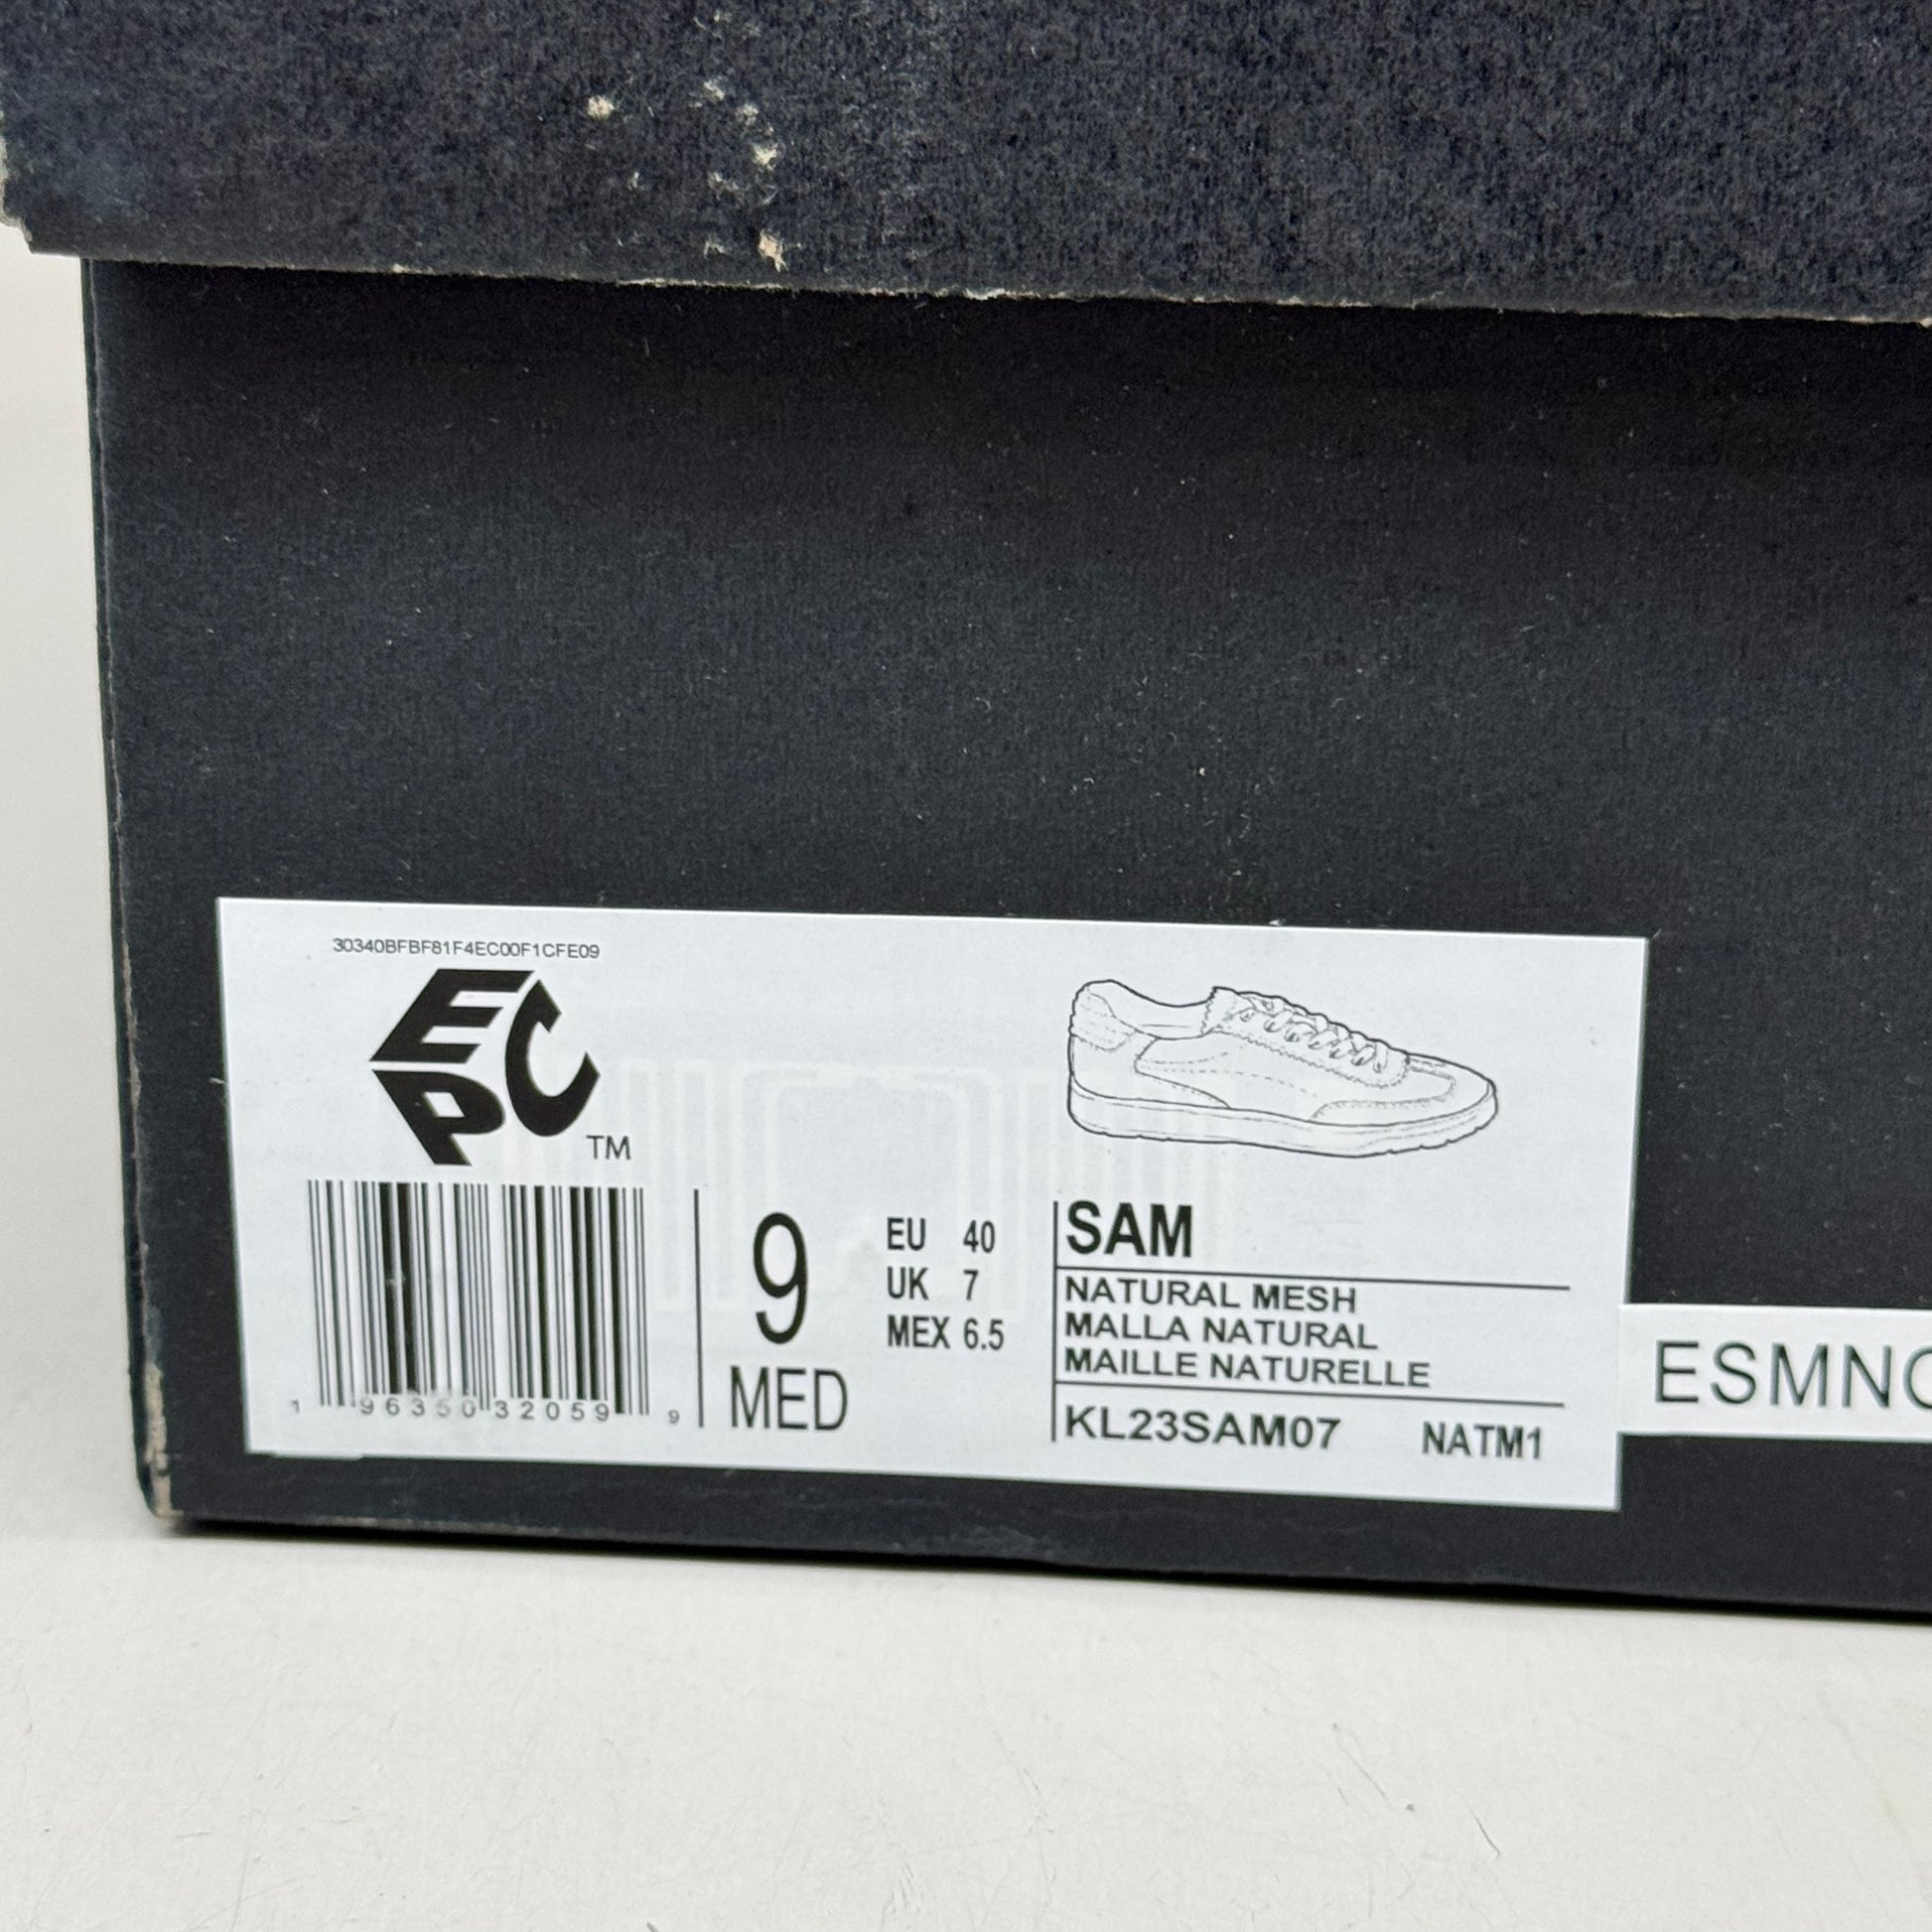 30340BFBF81F4EC00F1CFE09
EPC
TM
1 96350 32059 9
9
MED
EU 40
UK 7
MEX 6.5
SAM
NATURAL MESH
MALLA NATURAL
MAILLE NATURELLE
KL23SAM07 NATM1
ESMN